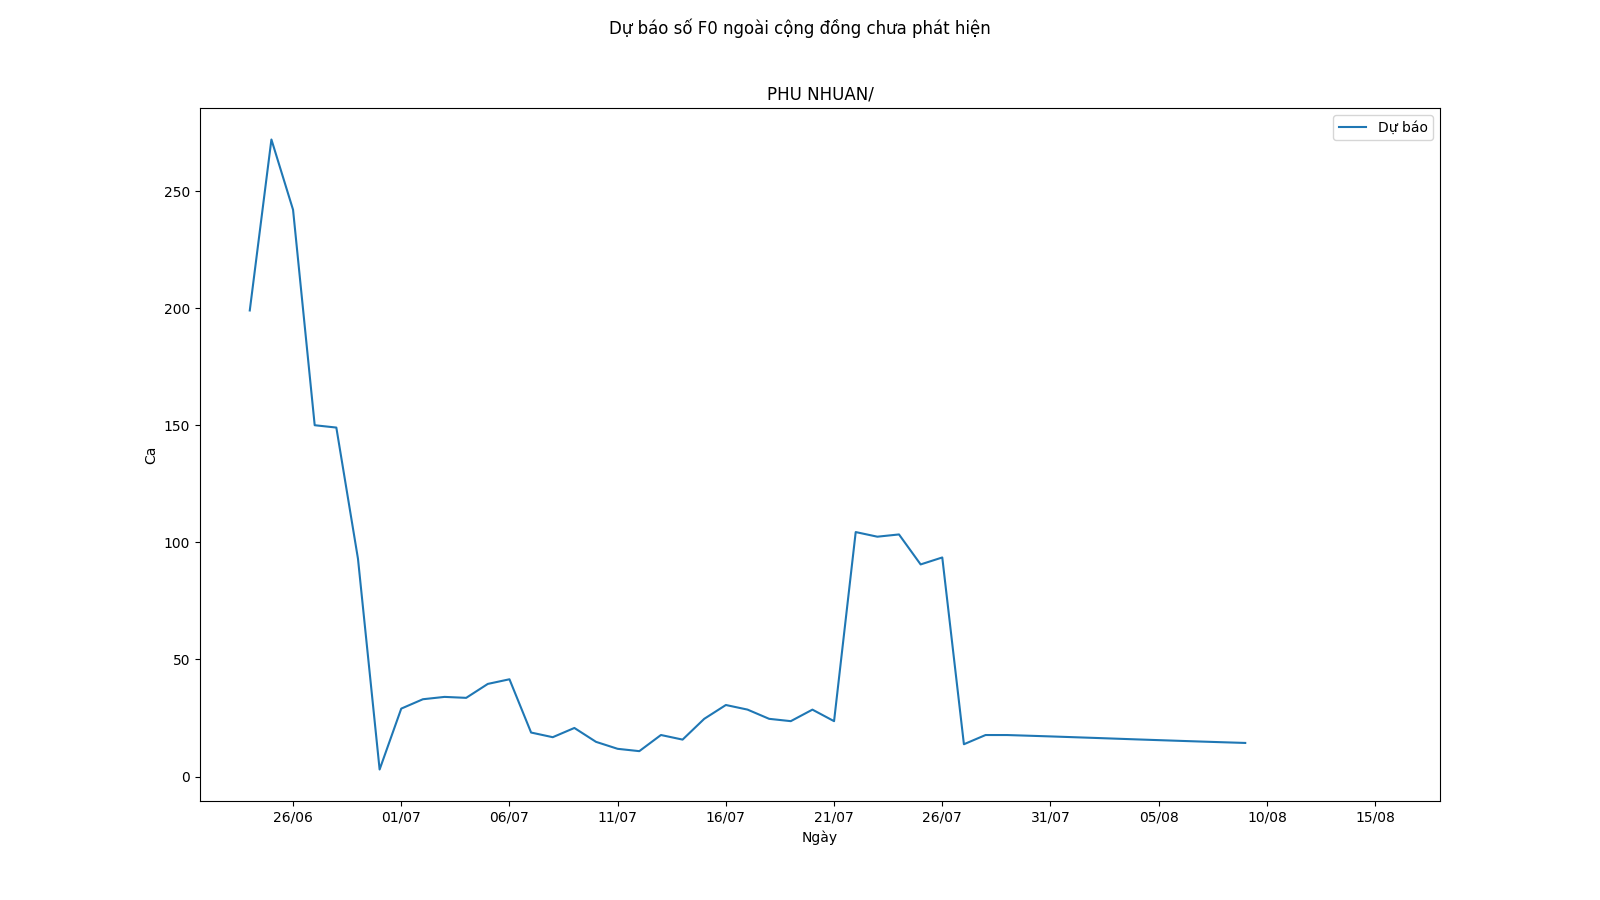 Dự báo số F0 ngoài cộng đồng chưa phát hiện
PHU NHUAN/
Dự báo
250
200
150
100
50
0
Ca
26/06 01/07 06/07 11/07 16/07 21/07 26/07 31/07 05/08 10/08 15/08
Ngày